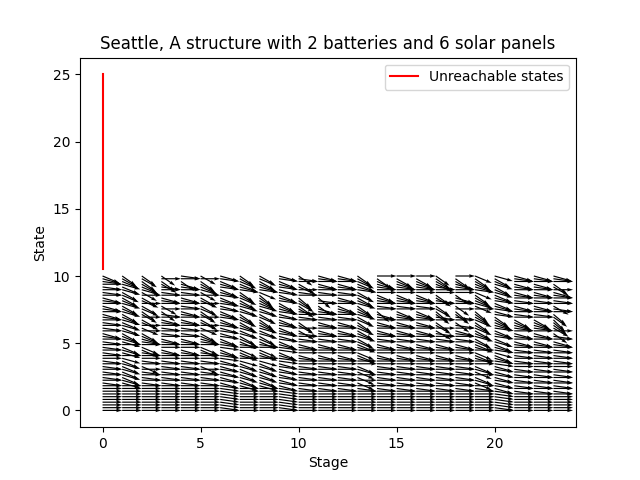 Seattle, A structure with 2 batteries and 6 solar panels
Unreachable states
25
20
15
10
5
0
State
0
5
10
15
20
Stage